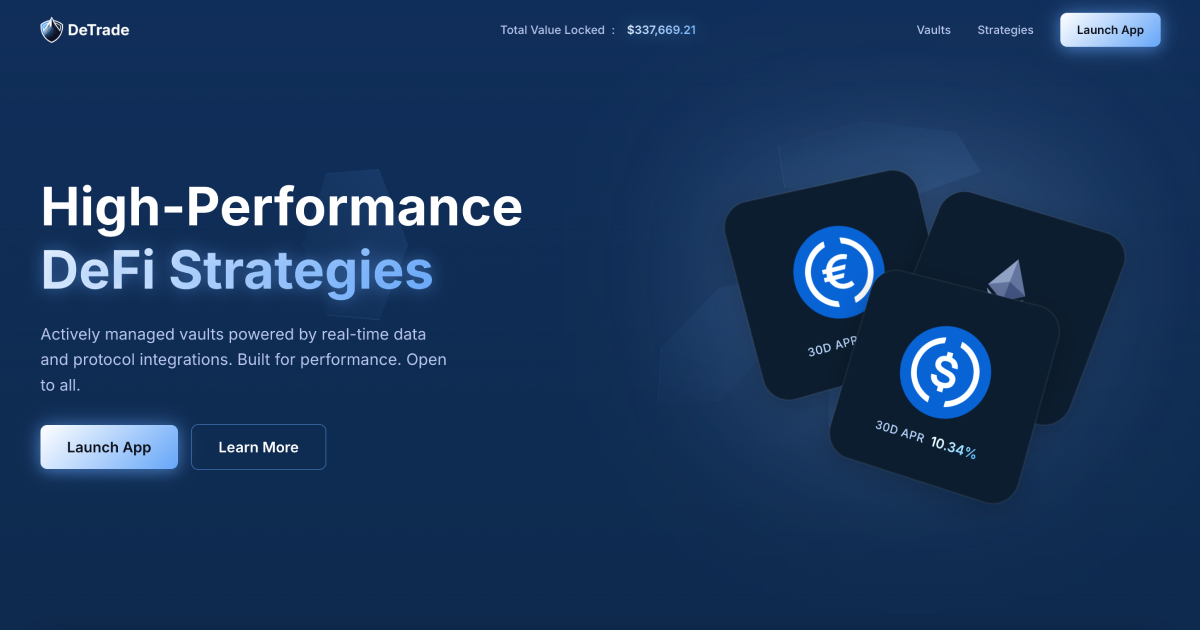 DeTrade
Total Value Locked : $337,669.21
Vaults
Strategies
Launch App
High-Performance
DeFi Strategies
Actively managed vaults powered by real-time data
and protocol integrations. Built for performance. Open
to all.
Launch App
Learn More
30D APR
30D APR 10.34%